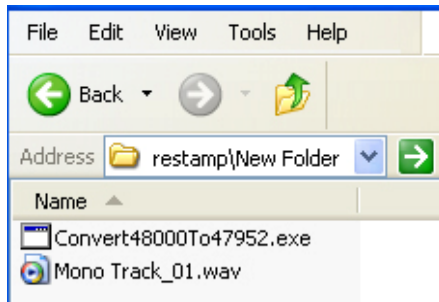 File Edit View Tools Help
Back
Address restamp\New Folder
Name
Convert48000To47952.exe
Mono Track_01.wav